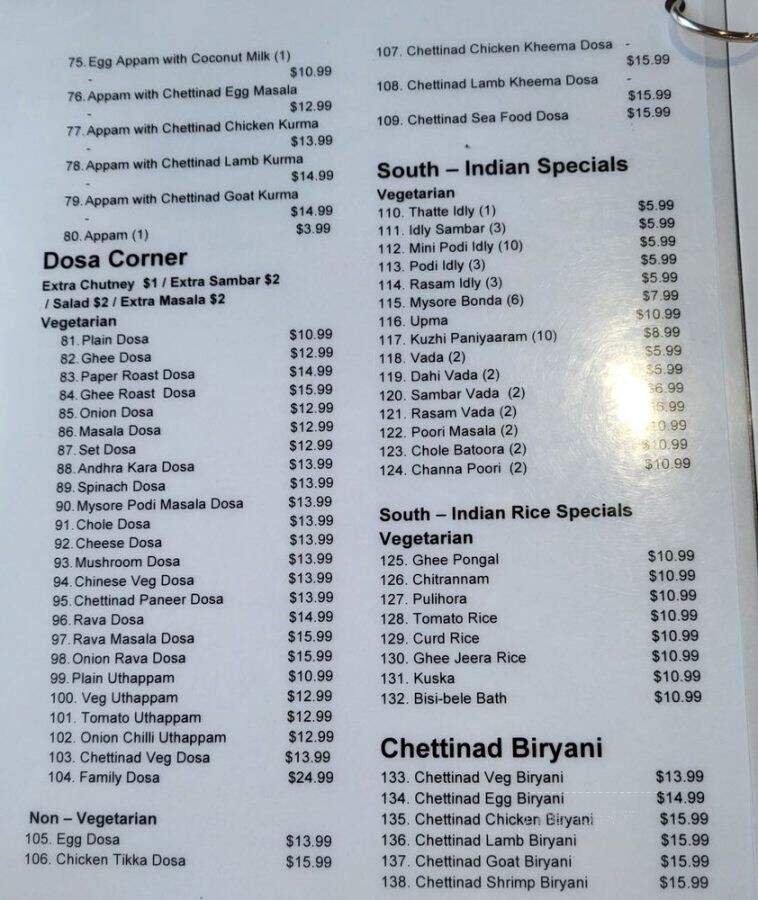 75. Egg Appam with Coconut Milk (1)
- $10.99
76. Appam with Chettinad Egg Masala
- $12.99
77. Appam with Chettinad Chicken Kurma
- $13.99
78. Appam with Chettinad Lamb Kurma
- $14.99
79. Appam with Chettinad Goat Kurma
- $14.99
80. Appam (1) $3.99
Dosa Corner
Extra Chutney $1 / Extra Sambar $2
/ Salad $2 / Extra Masala $2
Vegetarian
81. Plain Dosa $10.99
82. Ghee Dosa $12.99
83. Paper Roast Dosa $14.99
84. Ghee Roast Dosa $15.99
85. Onion Dosa $12.99
86. Masala Dosa $12.99
87. Set Dosa $12.99
88. Andhra Kara Dosa $13.99
89. Spinach Dosa $13.99
90. Mysore Podi Masala Dosa $13.99
91. Chole Dosa $13.99
92. Cheese Dosa $13.99
93. Mushroom Dosa $13.99
94. Chinese Veg Dosa $13.99
95. Chettinad Paneer Dosa $13.99
96. Rava Dosa $14.99
97. Rava Masala Dosa $15.99
98. Onion Rava Dosa $15.99
99. Plain Uthappam $10.99
100. Veg Uthappam $12.99
101. Tomato Uthappam $12.99
102. Onion Chilli Uthappam $12.99
103. Chettinad Veg Dosa $13.99
104. Family Dosa $24.99
Non – Vegetarian
105. Egg Dosa $13.99
106. Chicken Tikka Dosa $15.99
107. Chettinad Chicken Kheema Dosa -
$15.99
108. Chettinad Lamb Kheema Dosa -
$15.99
109. Chettinad Sea Food Dosa $15.99
South – Indian Specials
Vegetarian
110. Thatte Idly (1) $5.99
111. Idly Sambar (3) $5.99
112. Mini Podi Idly (10) $5.99
113. Podi Idly (3) $5.99
114. Rasam Idly (3) $5.99
115. Mysore Bonda (6) $7.99
116. Upma $10.99
117. Kuzhi Paniyaaram (10) $8.99
118. Vada (2) $5.99
119. Dahi Vada (2) $5.99
120. Sambar Vada (2) $6.99
121. Rasam Vada (2)
122. Poori Masala (2)
123. Chole Batoora (2) $10.99
124. Channa Poori (2) $10.99
South – Indian Rice Specials
Vegetarian
125. Ghee Pongal $10.99
126. Chitrannam $10.99
127. Pulihora $10.99
128. Tomato Rice $10.99
129. Curd Rice $10.99
130. Ghee Jeera Rice $10.99
131. Kuska $10.99
132. Bisi-bele Bath $10.99
Chettinad Biryani
133. Chettinad Veg Biryani $13.99
134. Chettinad Egg Biryani $14.99
135. Chettinad Chicken Biryani $15.99
136. Chettinad Lamb Biryani $15.99
137. Chettinad Goat Biryani $15.99
138. Chettinad Shrimp Biryani $15.99